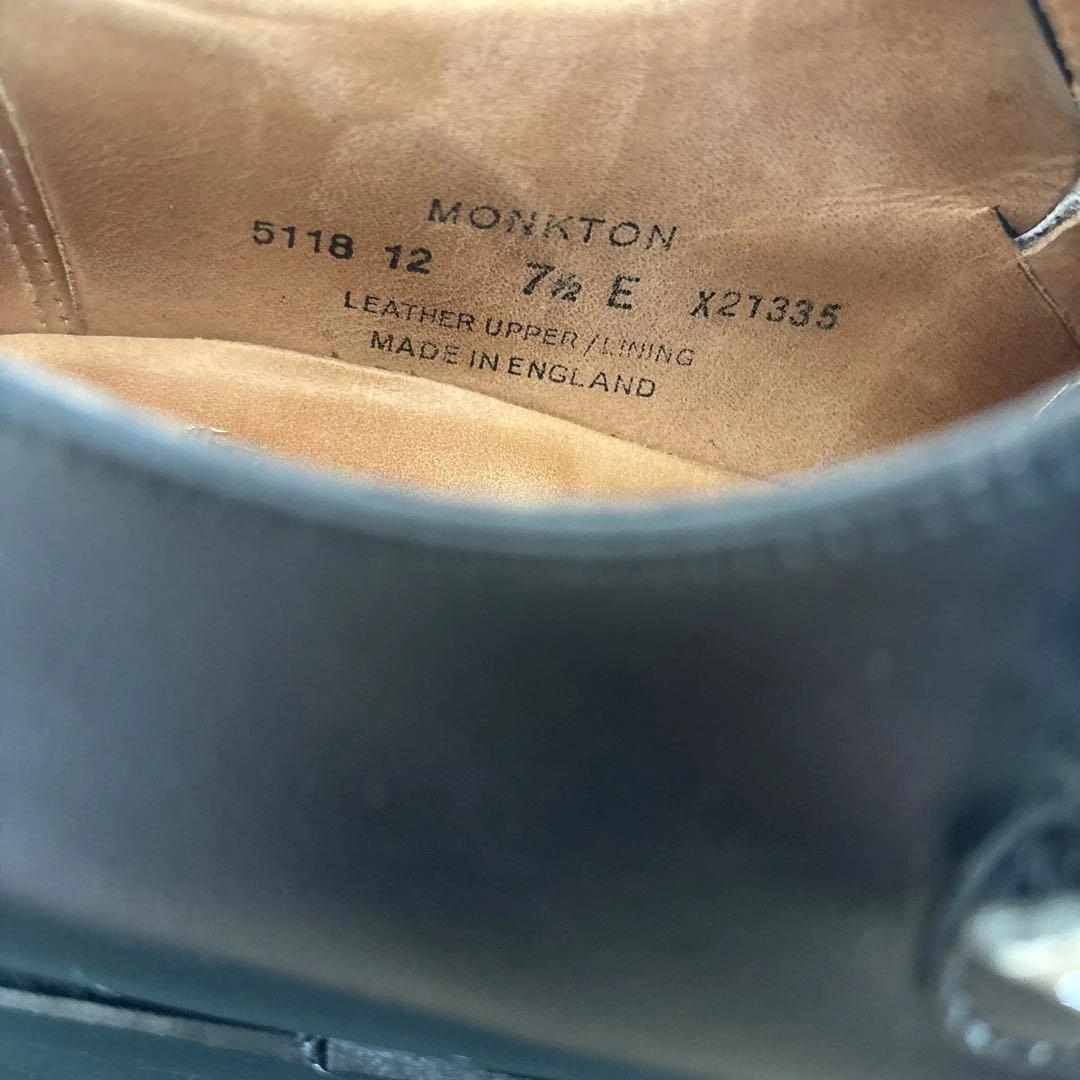 MONKTON
5118 12 7½ E X21335
LEATHER UPPER/LINING
MADE IN ENGLAND